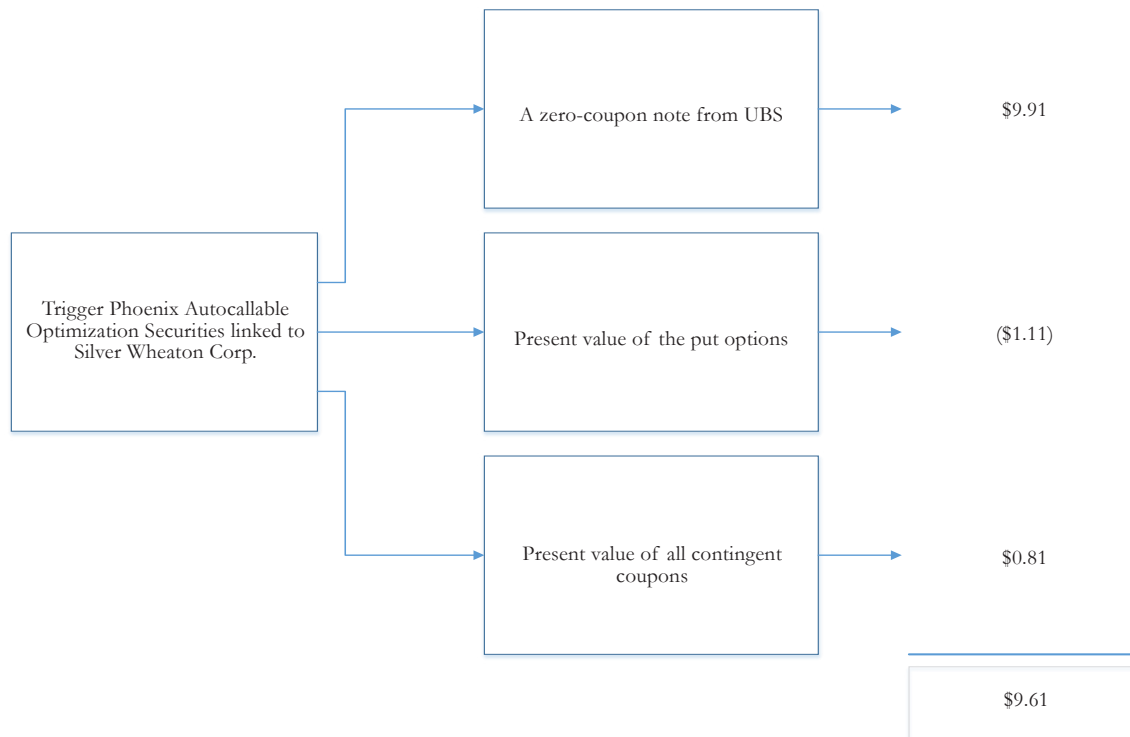 A zero-coupon note from UBS
$9.91
Trigger Phoenix Autocallable
Optimization Securities linked to
Silver Wheaton Corp.
Present value of the put options
($1.11)
Present value of all contingent
coupons
$0.81
$9.61